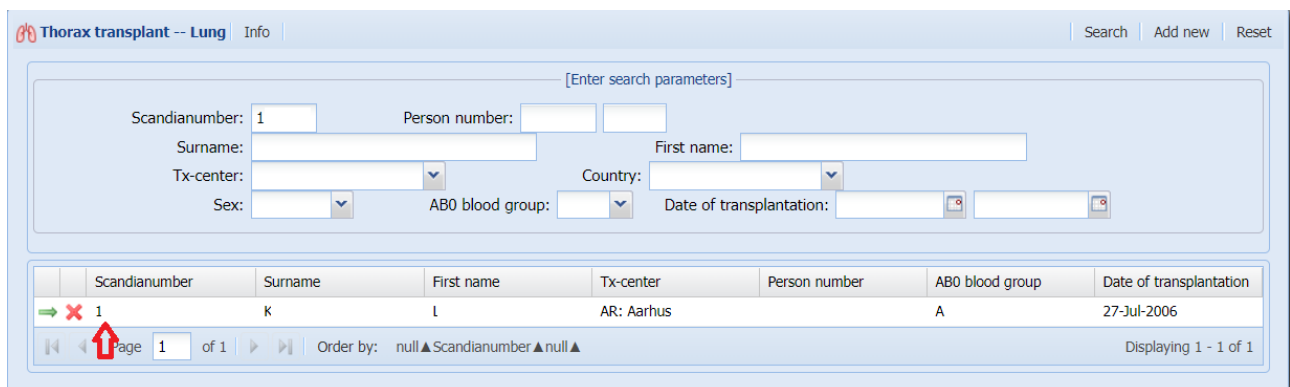 Thorax transplant -- Lung Info Search Add new Reset
[Enter search parameters]
Scandianumber: 1 Person number:
Surname: First name:
Tx-center: Country:
Sex: AB0 blood group: Date of transplantation:
Scandianumber Surname First name Tx-center Person number AB0 blood group Date of transplantation
1 K L AR: Aarhus A 27-Jul-2006
Page 1 of 1 Order by: null▲Scandianumber▲null▲ Displaying 1 - 1 of 1